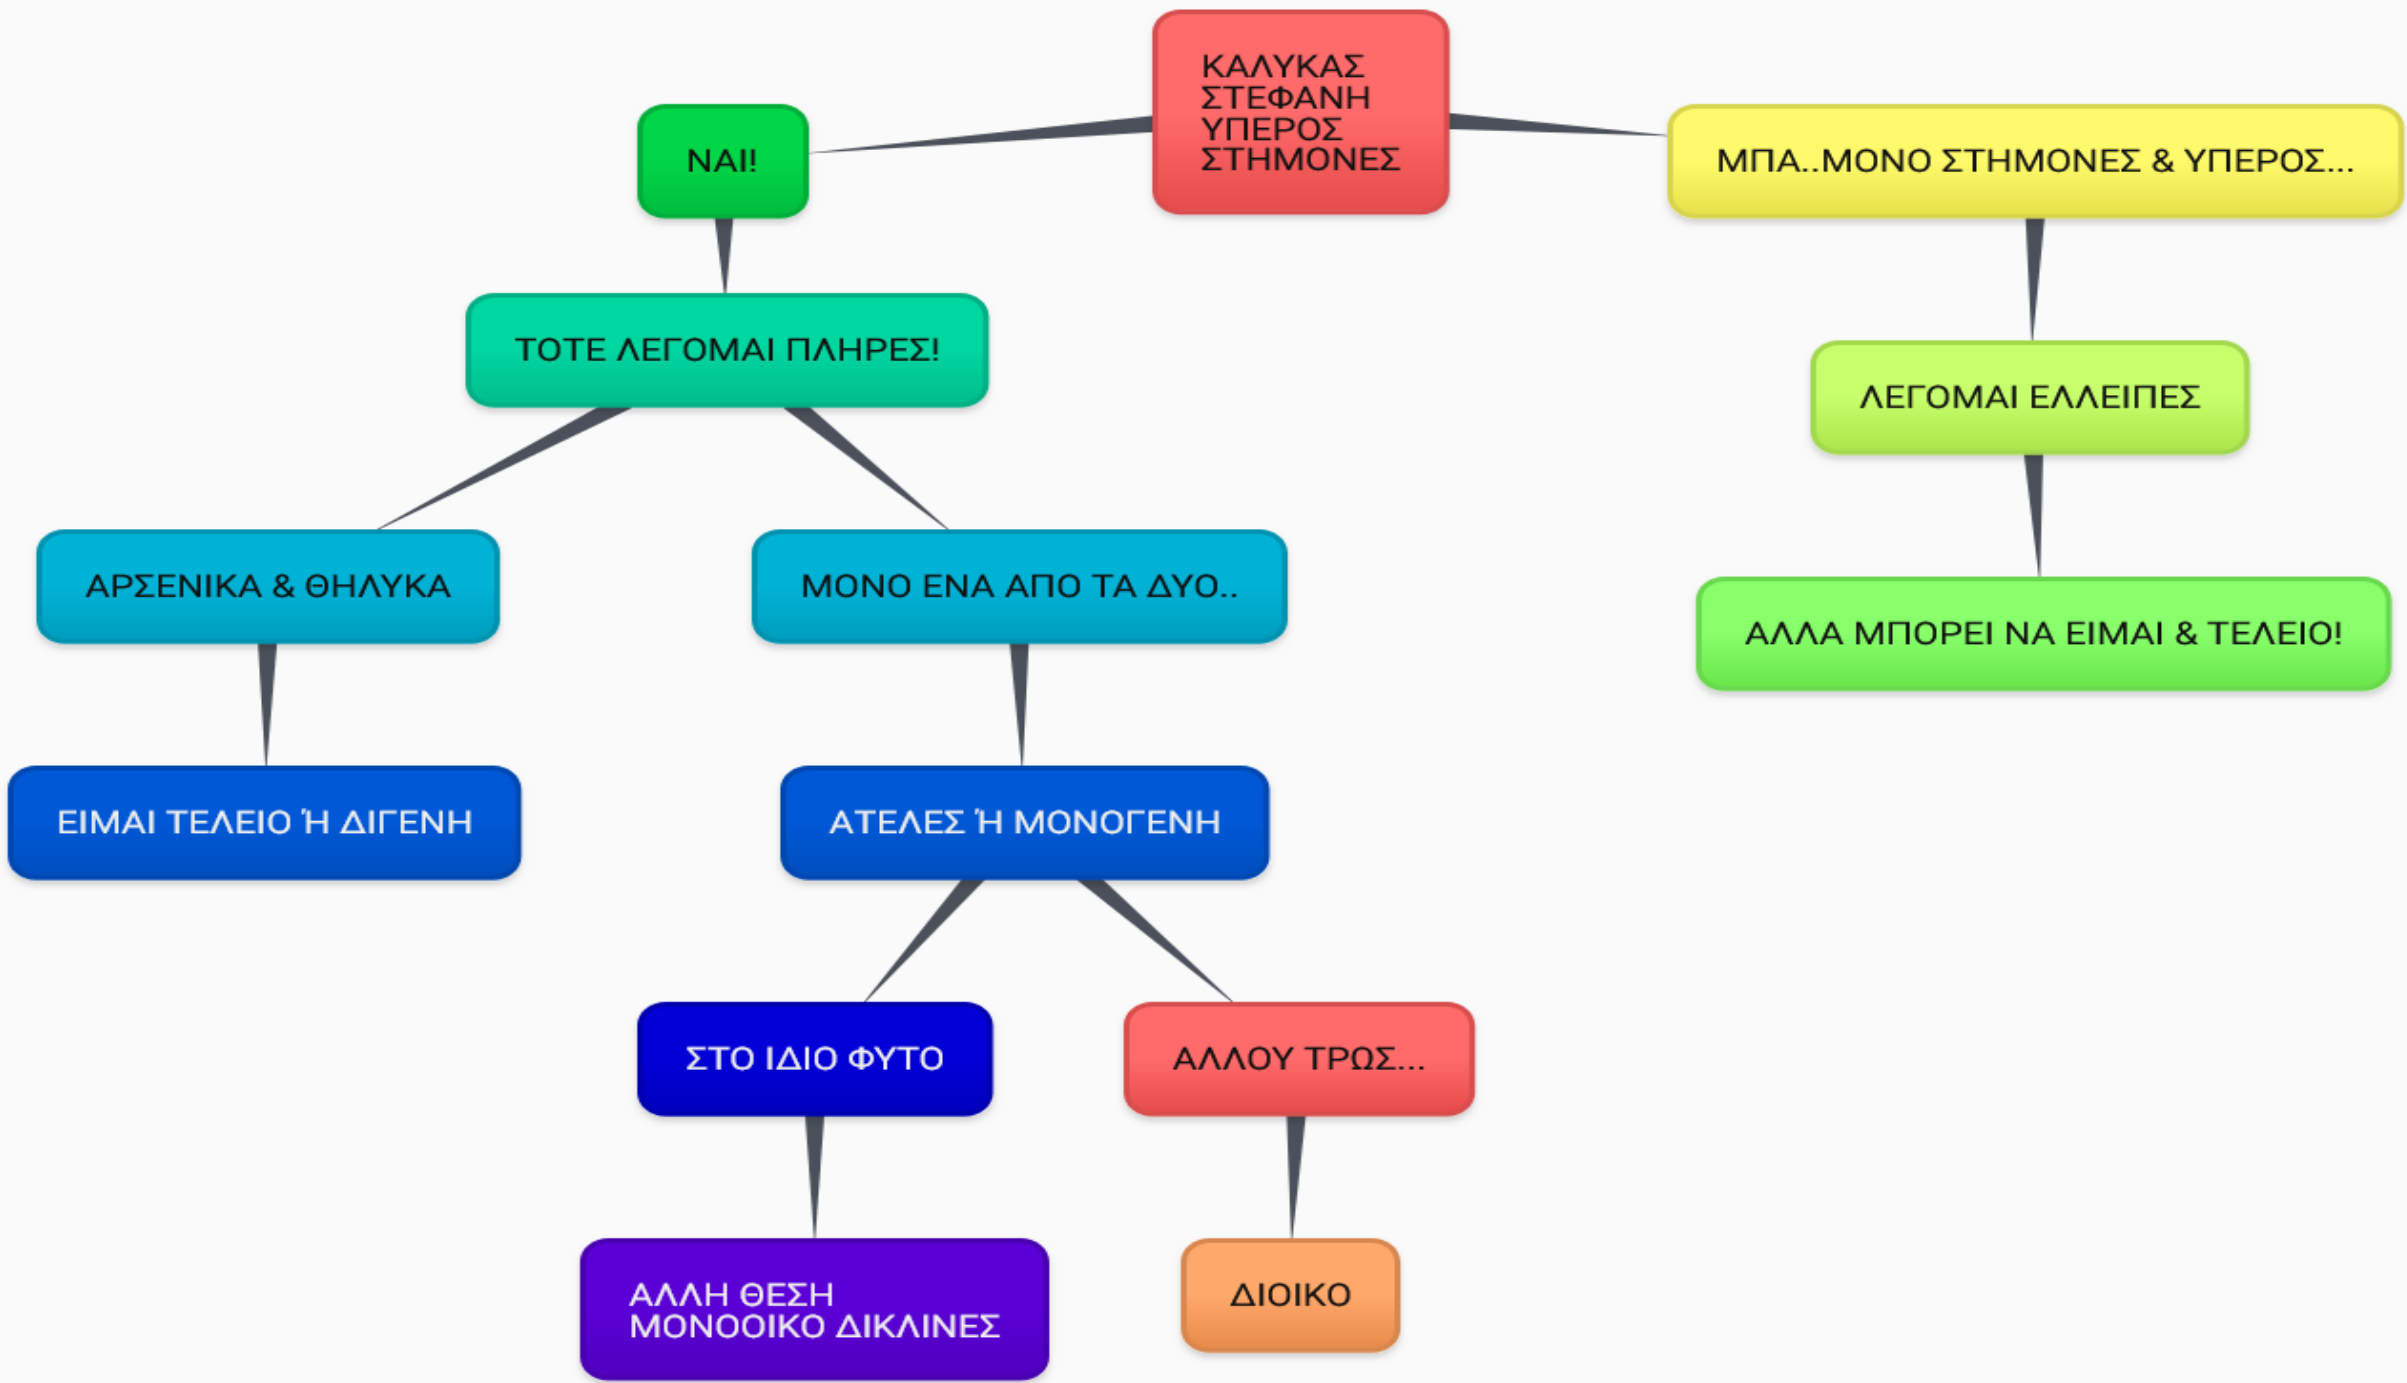 ΚΑΛΥΚΑΣ
ΣΤΕΦΑΝΗ
ΥΠΕΡΟΣ
ΣΤΗΜΟΝΕΣ
ΝΑΙ!
ΜΠΑ..ΜΟΝΟ ΣΤΗΜΟΝΕΣ & ΥΠΕΡΟΣ...
ΤΟΤΕ ΛΕΓΟΜΑΙ ΠΛΗΡΕΣ!
ΛΕΓΟΜΑΙ ΕΛΛΕΙΠΕΣ
ΑΡΣΕΝΙΚΑ & ΘΗΛΥΚΑ
ΜΟΝΟ ΕΝΑ ΑΠΟ ΤΑ ΔΥΟ..
ΑΛΛΑ ΜΠΟΡΕΙ ΝΑ ΕΙΜΑΙ & ΤΕΛΕΙΟ!
ΕΙΜΑΙ ΤΕΛΕΙΟ Ή ΔΙΓΕΝΗ
ΑΤΕΛΕΣ Ή ΜΟΝΟΓΕΝΗ
ΣΤΟ ΙΔΙΟ ΦΥΤΟ
ΑΛΛΟΥ ΤΡΩΣ...
ΑΛΛΗ ΘΕΣΗ
ΜΟΝΟΟΙΚΟ ΔΙΚΛΙΝΕΣ
ΔΙΟΙΚΟ